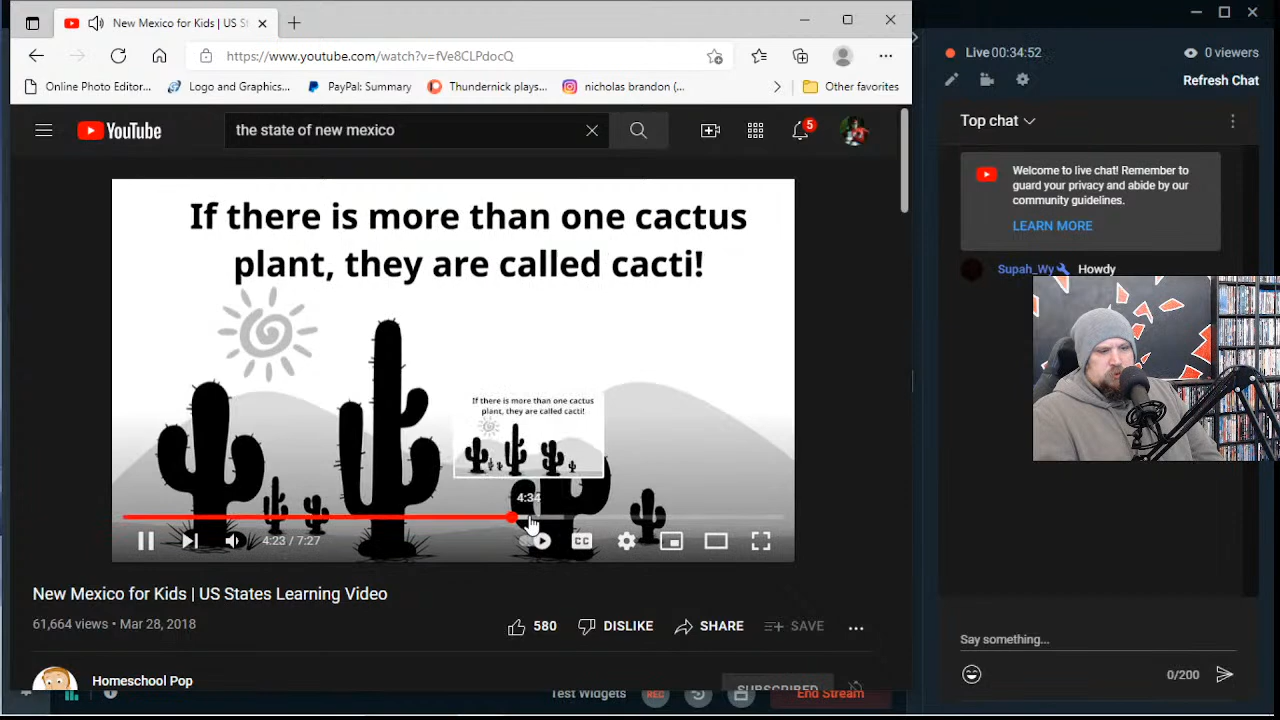 New Mexico for Kids | US St
https://www.youtube.com/watch?v=fVe8CLPdocQ
Online Photo Editor...
Logo and Graphics...
PayPal: Summary
Thundernick plays...
nicholas brandon (...
Other favorites
YouTube
the state of new mexico
5
If there is more than one cactus
plant, they are called cacti!
If there is more than one cactus
plant, they are called cacti!
4:34
4:23 / 7:27
CC
New Mexico for Kids | US States Learning Video
61,664 views • Mar 28, 2018
580
DISLIKE
SHARE
SAVE
Homeschool Pop
SUBSCRIBED
Test Widgets
REC
End Stream
Live 00:34:52
0 viewers
Refresh Chat
Top chat
Welcome to live chat! Remember to
guard your privacy and abide by our
community guidelines.
LEARN MORE
Supah_Wy Howdy
Say something...
0/200